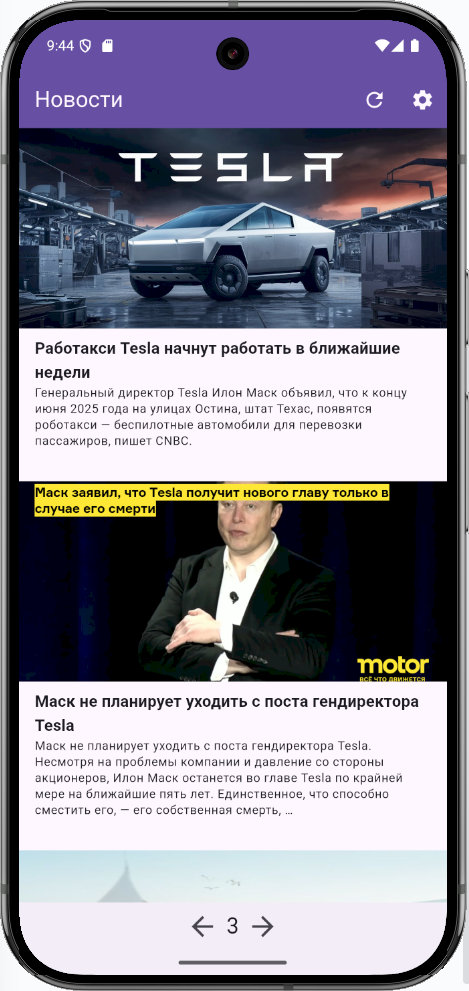 9:44
Новости
TESLA
Работакси Tesla начнут работать в ближайшие
недели
Генеральный директор Tesla Илон Маск объявил, что к концу
июня 2025 года на улицах Остина, штат Техас, появятся
роботакси — беспилотные автомобили для перевозки
пассажиров, пишет CNBC.
Маск заявил, что Tesla получит нового главу только в
случае его смерти
motor
ВСЁ ЧТО ДВИЖЕТСЯ
Маск не планирует уходить с поста гендиректора
Tesla
Маск не планирует уходить с поста гендиректора Tesla.
Несмотря на проблемы компании и давление со стороны
акционеров, Илон Маск останется во главе Tesla по крайней
мере на ближайшие пять лет. Единственное, что способно
сместить его, — его собственная смерть, …
3